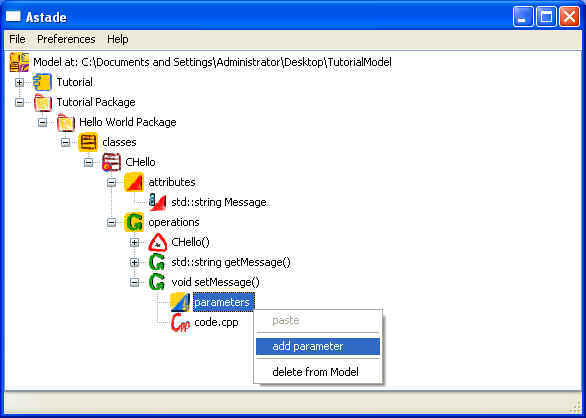 Astade
File Preferences Help
Model at: C:\Documents and Settings\Administrator\Desktop\TutorialModel
Tutorial
Tutorial Package
Hello World Package
classes
CHello
attributes
std::string Message
operations
CHello()
std::string getMessage()
void setMessage()
parameters
Cpp code.cpp
paste
add parameter
delete from Model